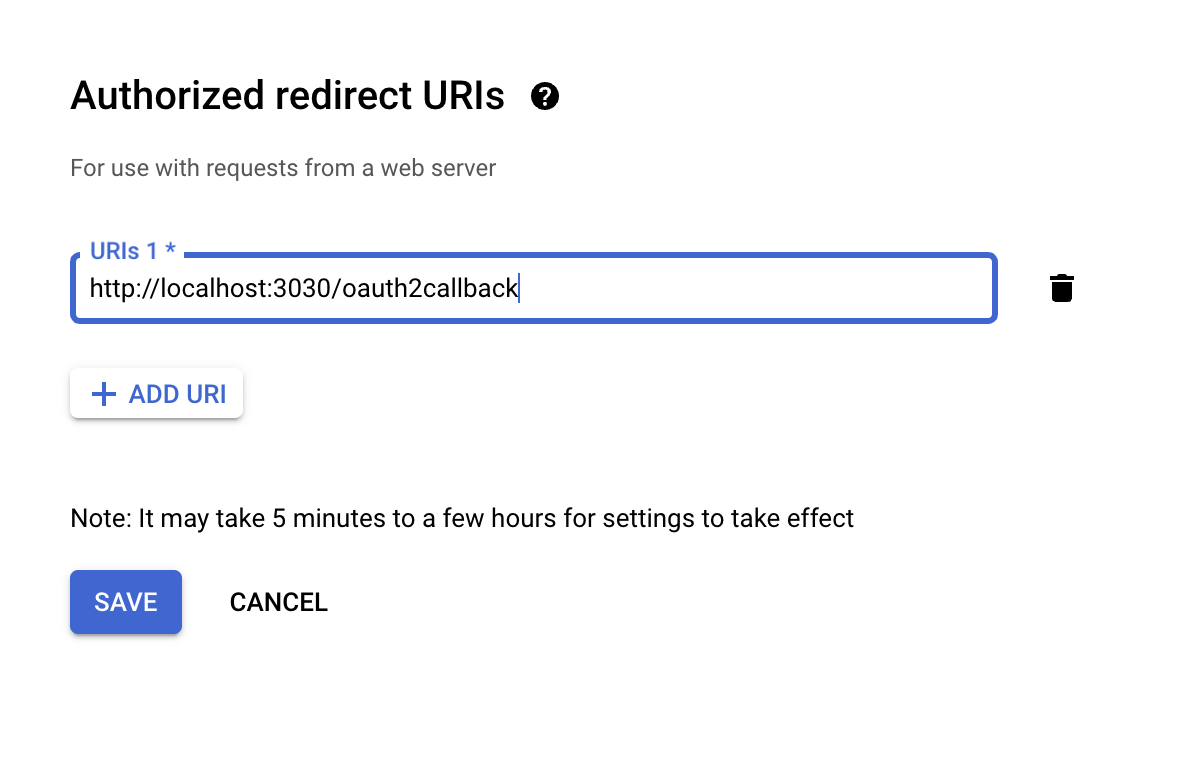 Authorized redirect URIs ?
For use with requests from a web server
URIs 1 *
http://localhost:3030/oauth2callback
+ ADD URI
Note: It may take 5 minutes to a few hours for settings to take effect
SAVE CANCEL